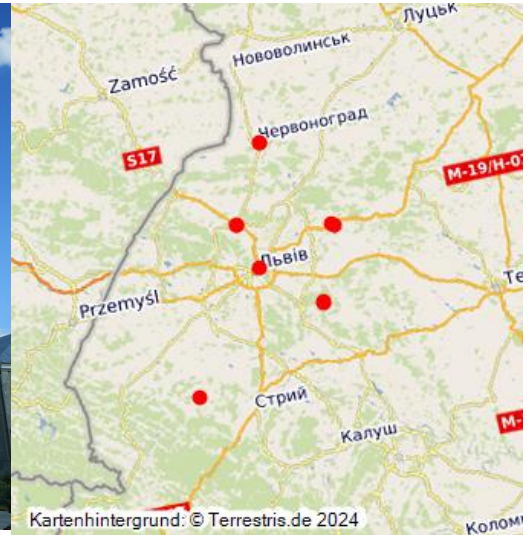 Луцьк
Нововолинськ
Zamość
Червоноград
S17
M-19/H-0
Львів
Те
Przemyśl
Стрий
M-
Калуш
Колом
Kartenhintergrund: © Terrestris.de 2024